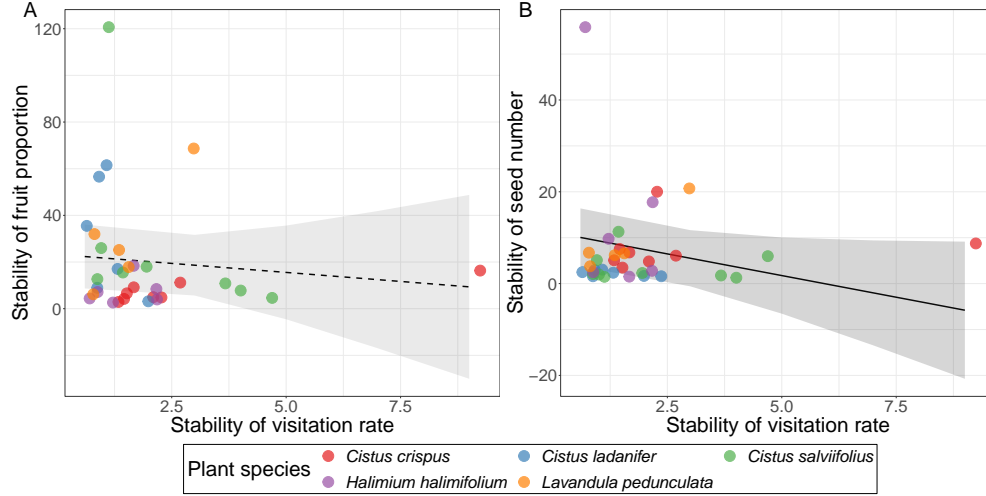 A
B
120
80
40
0
Stability of fruit proportion
2.5
5.0
7.5
Stability of visitation rate
40
20
0
−20
Stability of seed number
2.5
5.0
7.5
Stability of visitation rate
Plant species
Cistus crispus
Cistus ladanifer
Cistus salviifolius
Halimium halimifolium
Lavandula pedunculata